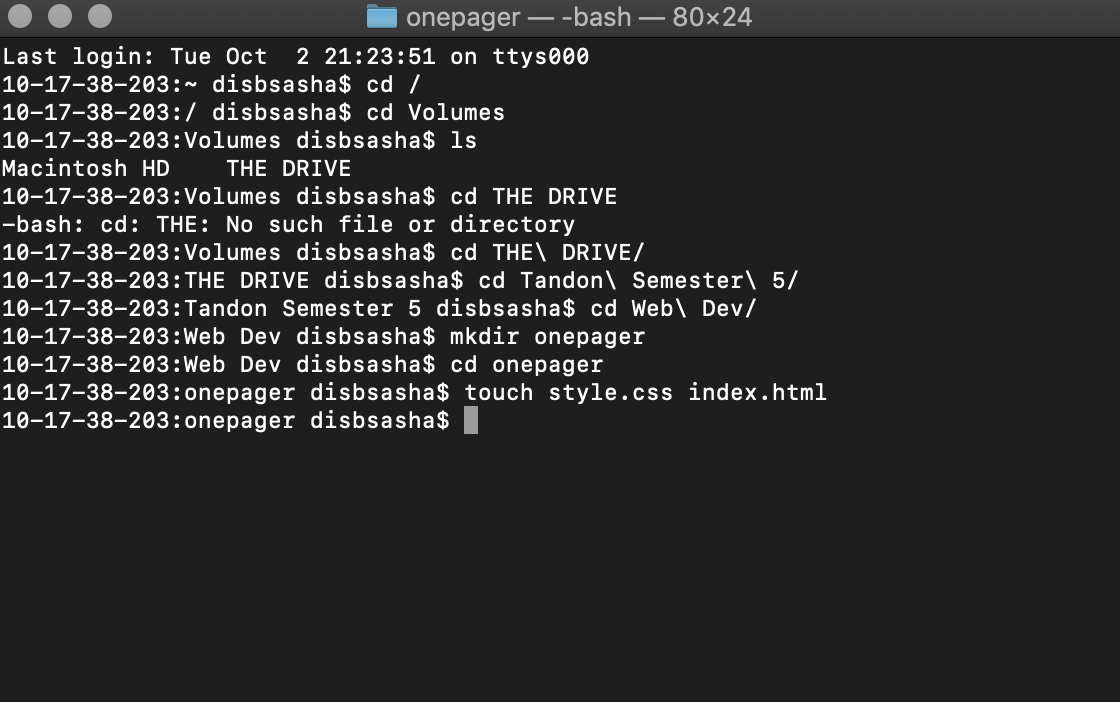 onepager — -bash — 80×24
Last login: Tue Oct  2 21:23:51 on ttys000
10-17-38-203:~ disbsasha$ cd /
10-17-38-203:/ disbsasha$ cd Volumes
10-17-38-203:Volumes disbsasha$ ls
Macintosh HD    THE DRIVE
10-17-38-203:Volumes disbsasha$ cd THE DRIVE
-bash: cd: THE: No such file or directory
10-17-38-203:Volumes disbsasha$ cd THE\ DRIVE/
10-17-38-203:THE DRIVE disbsasha$ cd Tandon\ Semester\ 5/
10-17-38-203:Tandon Semester 5 disbsasha$ cd Web\ Dev/
10-17-38-203:Web Dev disbsasha$ mkdir onepager
10-17-38-203:Web Dev disbsasha$ cd onepager
10-17-38-203:onepager disbsasha$ touch style.css index.html
10-17-38-203:onepager disbsasha$